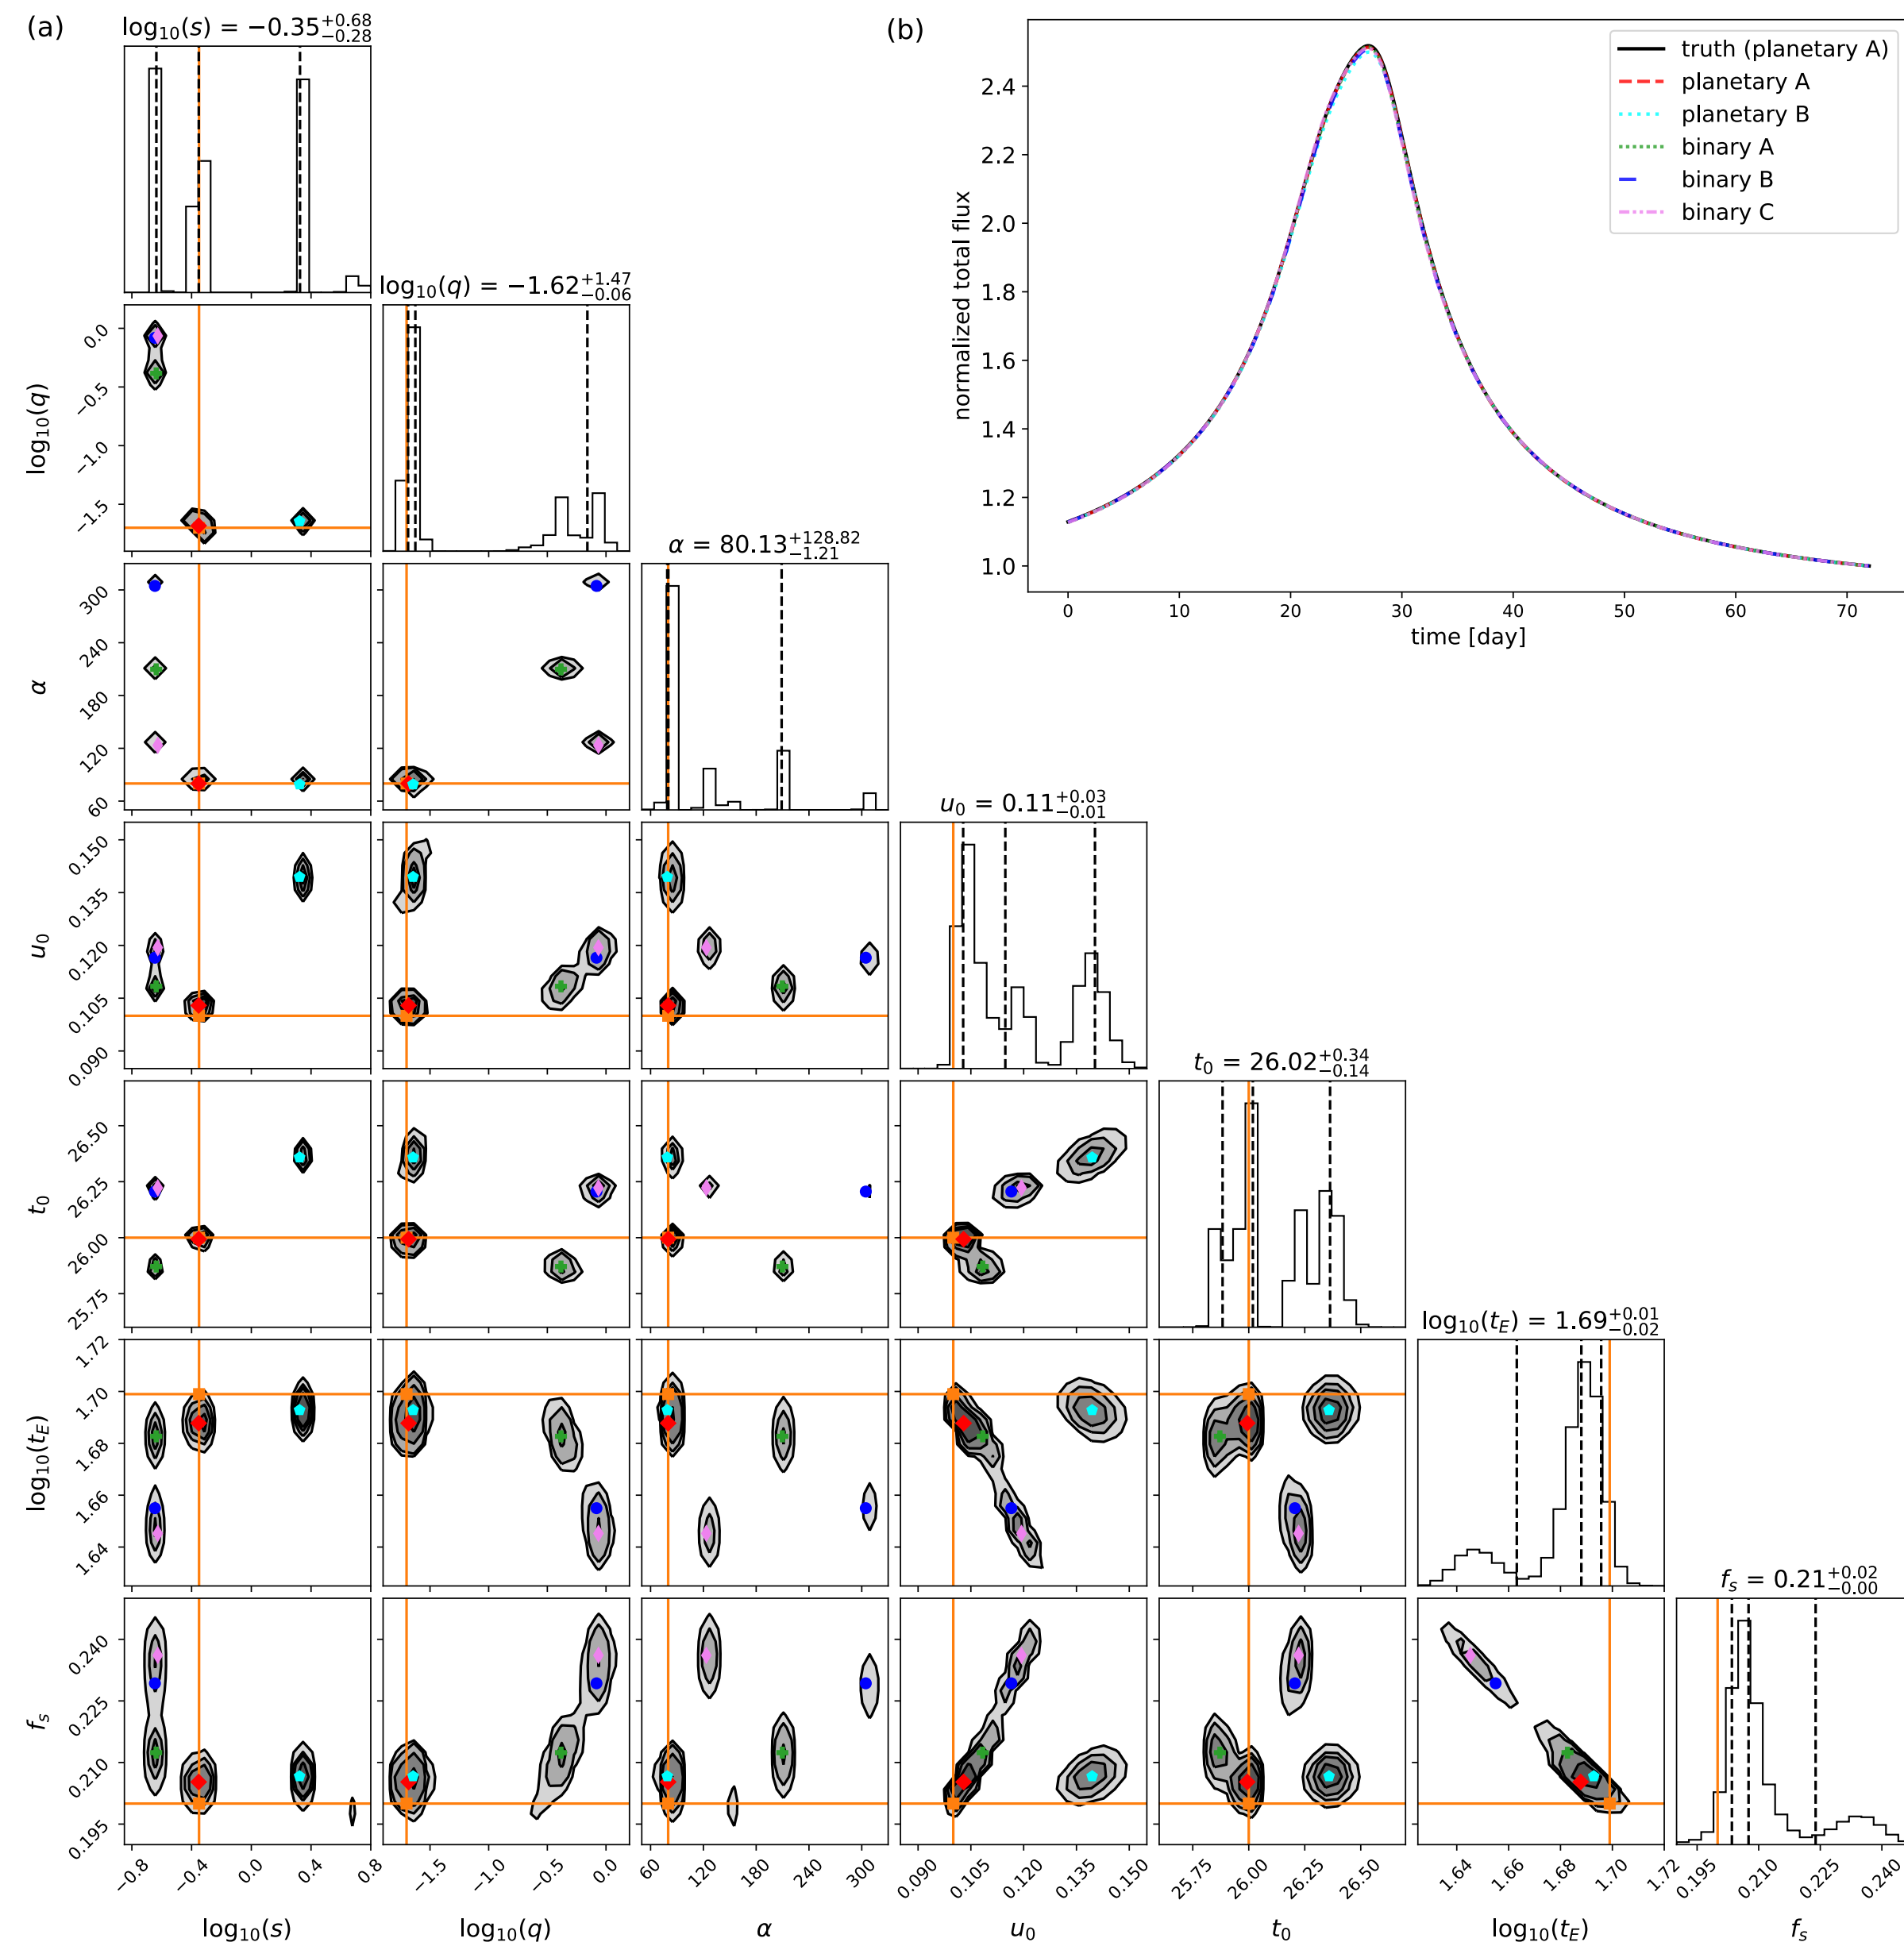 (a)
log₁₀(s) = −0.35 +0.68 −0.28
(b)
truth (planetary A)
planetary A
planetary B
binary A
binary B
binary C
normalized total flux
2.4
2.2
2.0
1.8
1.6
1.4
1.2
1.0
0 10 20 30 40 50 60 70
time [day]
log₁₀(q) = −1.62 +1.47 −0.06
log₁₀(q)
0.0
−0.5
−1.0
−1.5
α = 80.13 +128.82 −1.21
α
300
240
180
120
60
u₀ = 0.11 +0.03 −0.01
u₀
0.150
0.135
0.120
0.105
0.090
t₀ = 26.02 +0.34 −0.14
t₀
26.50
26.25
26.00
25.75
log₁₀(t_E) = 1.69 +0.01 −0.02
log₁₀(t_E)
1.72
1.70
1.68
1.66
1.64
f_s = 0.21 +0.02 −0.00
f_s
0.240
0.225
0.210
0.195
−0.8 −0.4 0.0 0.4 0.8
−1.5 −1.0 −0.5 0.0
60 120 180 240 300
0.090 0.105 0.120 0.135 0.150
25.75 26.00 26.25 26.50
1.64 1.66 1.68 1.70 1.72
0.195 0.210 0.225 0.240
log₁₀(s) log₁₀(q) α u₀ t₀ log₁₀(t_E) f_s